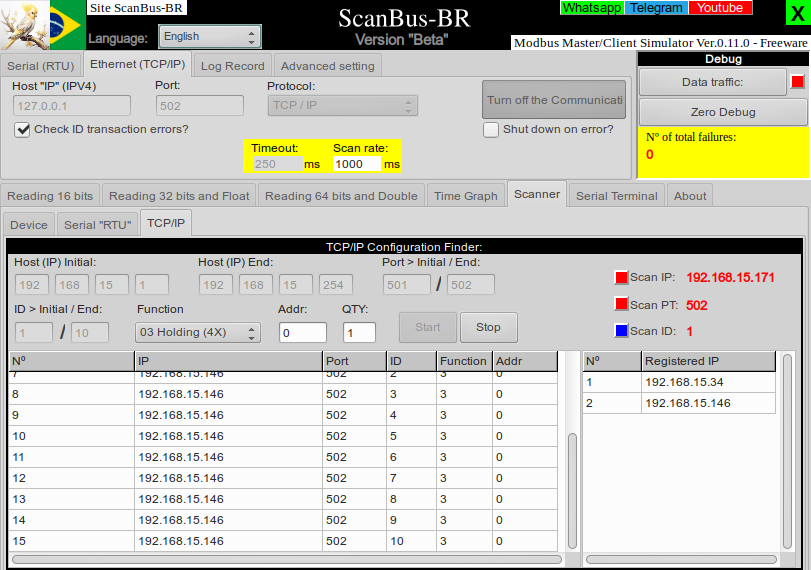 Site ScanBus-BR
ScanBus-BR
Whatsapp Telegram Youtube
X
Language: English
Version "Beta"
Modbus Master/Client Simulator Ver.0.11.0 - Freeware
Serial (RTU) Ethernet (TCP/IP) Log Record Advanced setting
Debug
Host "IP" (IPV4) Port: Protocol:
Data traffic:
127.0.0.1 502 TCP / IP Turn off the Communicati
Zero Debug
Check ID transaction errors? Shut down on error?
Nº of total failures:
0
Timeout: Scan rate:
250 ms 1000 ms
Reading 16 bits Reading 32 bits and Float Reading 64 bits and Double Time Graph Scanner Serial Terminal About
Device Serial "RTU" TCP/IP
TCP/IP Configuration Finder:
Host (IP) Initial: Host (IP) End: Port > Initial / End:
192 168 15 1 192 168 15 254 501 / 502
Scan IP: 192.168.15.171
Scan PT: 502
Scan ID: 1
ID > Initial / End: Function Addr: QTY:
1 / 10 03 Holding (4X) 0 1 Start Stop
Nº IP Port ID Function Addr
7 192.168.15.146 502 2 3 0
8 192.168.15.146 502 3 3 0
9 192.168.15.146 502 4 3 0
10 192.168.15.146 502 5 3 0
11 192.168.15.146 502 6 3 0
12 192.168.15.146 502 7 3 0
13 192.168.15.146 502 8 3 0
14 192.168.15.146 502 9 3 0
15 192.168.15.146 502 10 3 0
Nº Registered IP
1 192.168.15.34
2 192.168.15.146